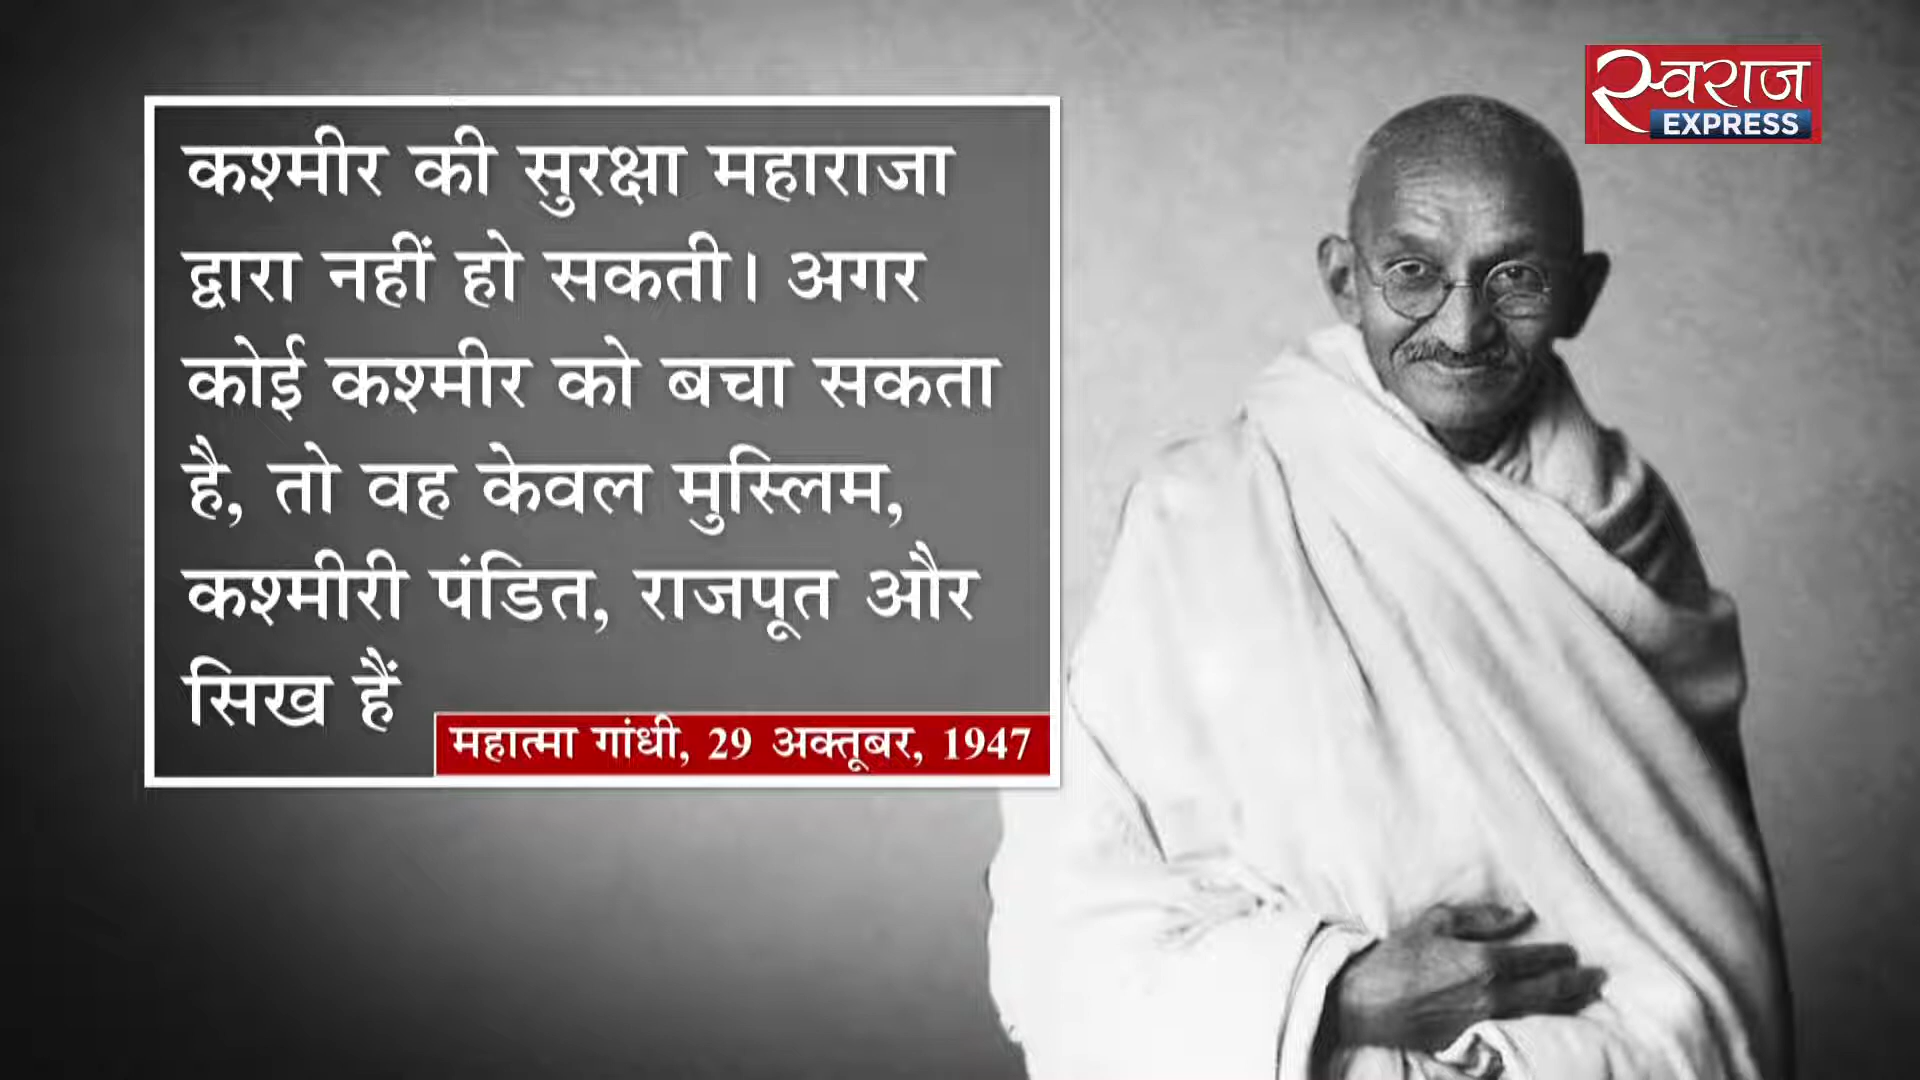 स्वराज
EXPRESS
कश्मीर की सुरक्षा महाराजा
द्वारा नहीं हो सकती। अगर
कोई कश्मीर को बचा सकता
है, तो वह केवल मुस्लिम,
कश्मीरी पंडित, राजपूत और
सिख हैं
महात्मा गांधी, 29 अक्तूबर, 1947